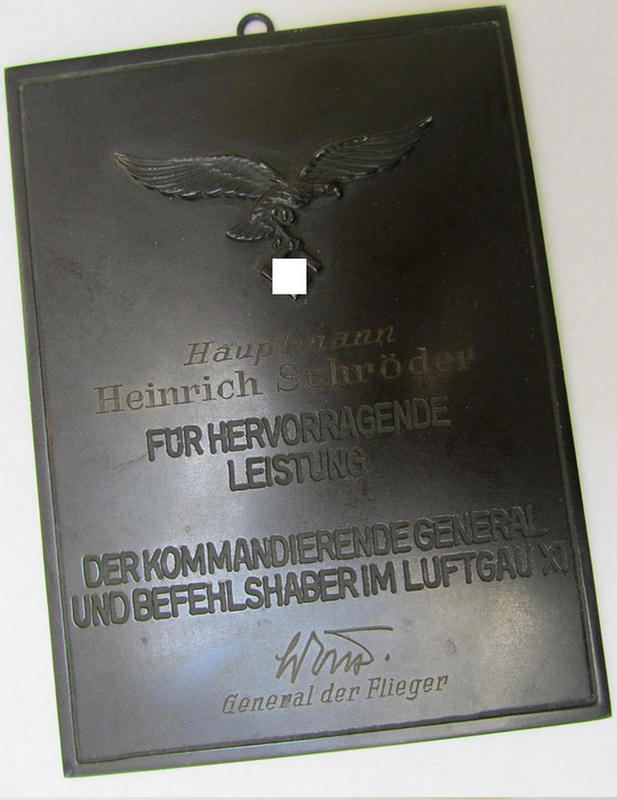 Hauptmann
Heinrich Schröder
FÜR HERVORRAGENDE
LEISTUNG
DER KOMMANDIERENDE GENERAL
UND BEFEHLSHABER IM LUFTGAU XI
General der Flieger